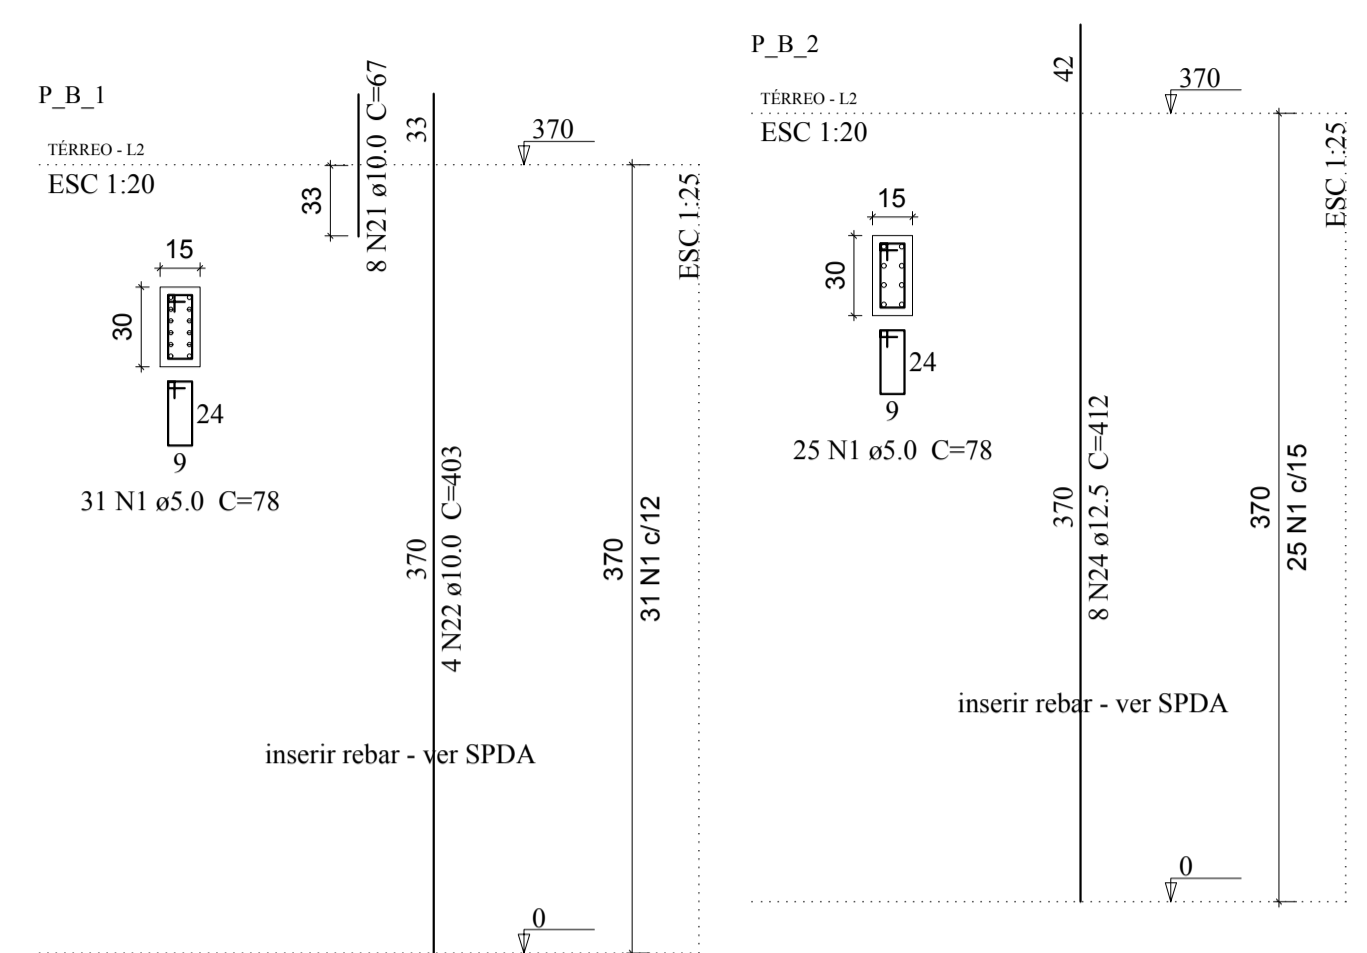 P_B_1
TÉRREO - L2
ESC 1:20
15
30
24
9
31 N1 ø5.0  C=78
33
8 N21 ø10.0  C=67
33
370
4 N22 ø10.0  C=403
370
370
31 N1 c/12
ESC 1:25
inserir rebar - ver SPDA
0
P_B_2
TÉRREO - L2
ESC 1:20
15
30
24
9
25 N1 ø5.0  C=78
42
370
8 N24 ø12.5  C=412
370
370
25 N1 c/15
ESC 1:25
inserir rebar - ver SPDA
0